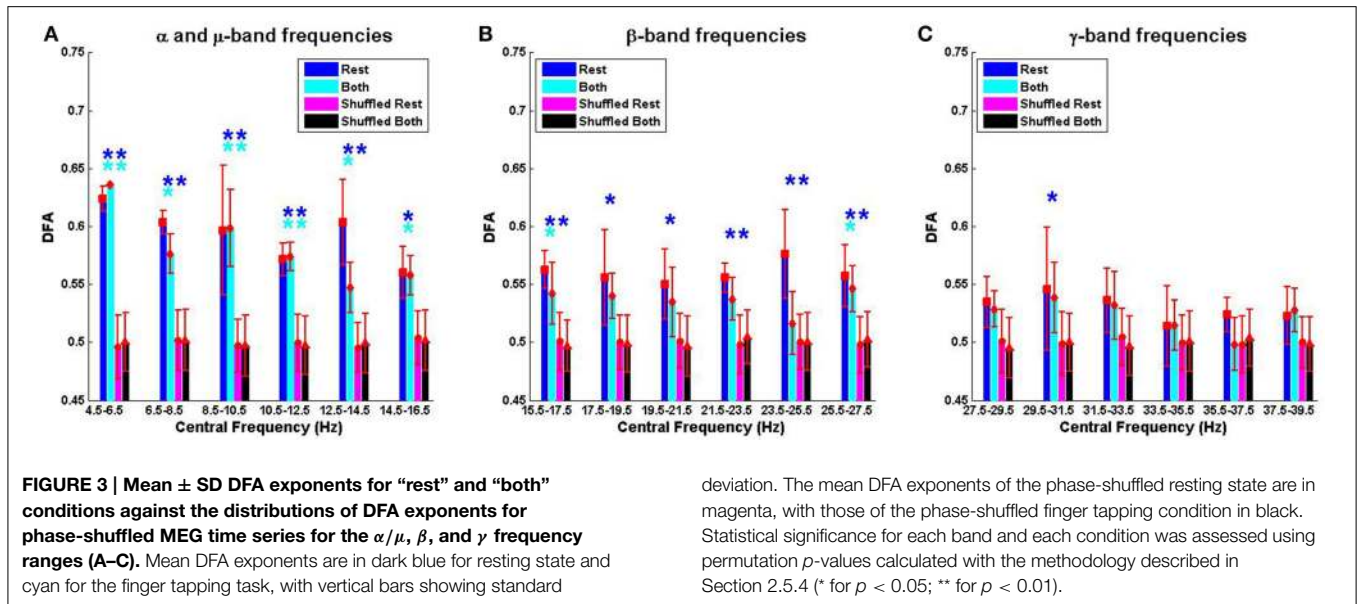 A
α and μ-band frequencies
Rest
Both
Shuffled Rest
Shuffled Both
** ** ** **
** * ** * *
** ** ** * *
DFA
0.75
0.7
0.65
0.6
0.55
0.5
0.45
4.5-6.5 6.5-8.5 8.5-10.5 10.5-12.5 12.5-14.5 14.5-16.5
Central Frequency (Hz)
B
β-band frequencies
Rest
Both
Shuffled Rest
Shuffled Both
** * * ** ** **
* *
DFA
0.75
0.7
0.65
0.6
0.55
0.5
0.45
15.5-17.5 17.5-19.5 19.5-21.5 21.5-23.5 23.5-25.5 25.5-27.5
Central Frequency (Hz)
C
γ-band frequencies
Rest
Both
Shuffled Rest
Shuffled Both
*
DFA
0.75
0.7
0.65
0.6
0.55
0.5
0.45
27.5-29.5 29.5-31.5 31.5-33.5 33.5-35.5 35.5-37.5 37.5-39.5
Central Frequency (Hz)
FIGURE 3 | Mean ± SD DFA exponents for “rest” and “both”
conditions against the distributions of DFA exponents for
phase-shuffled MEG time series for the α/μ, β, and γ frequency
ranges (A–C). Mean DFA exponents are in dark blue for resting state and
cyan for the finger tapping task, with vertical bars showing standard
deviation. The mean DFA exponents of the phase-shuffled resting state are in
magenta, with those of the phase-shuffled finger tapping condition in black.
Statistical significance for each band and each condition was assessed using
permutation p-values calculated with the methodology described in
Section 2.5.4 (* for p < 0.05; ** for p < 0.01).